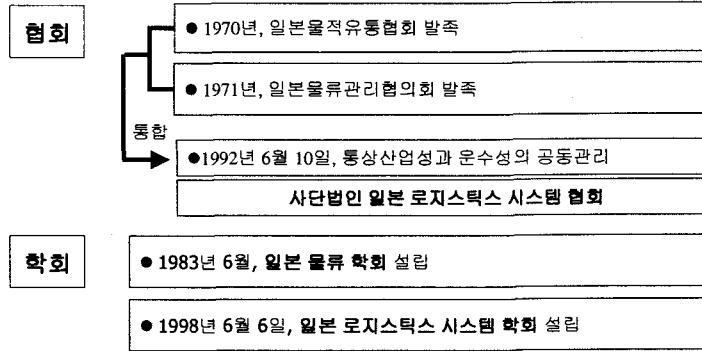 협회
● 1970년, 일본물적유통협회 발족
● 1971년, 일본물류관리협의회 발족
통합
●1992년 6월 10일, 통상산업성과 운수성의 공동관리
사단법인 일본 로지스틱스 시스템 협회
학회
● 1983년 6월, 일본 물류 학회 설립
● 1998년 6월 6일, 일본 로지스틱스 시스템 학회 설립